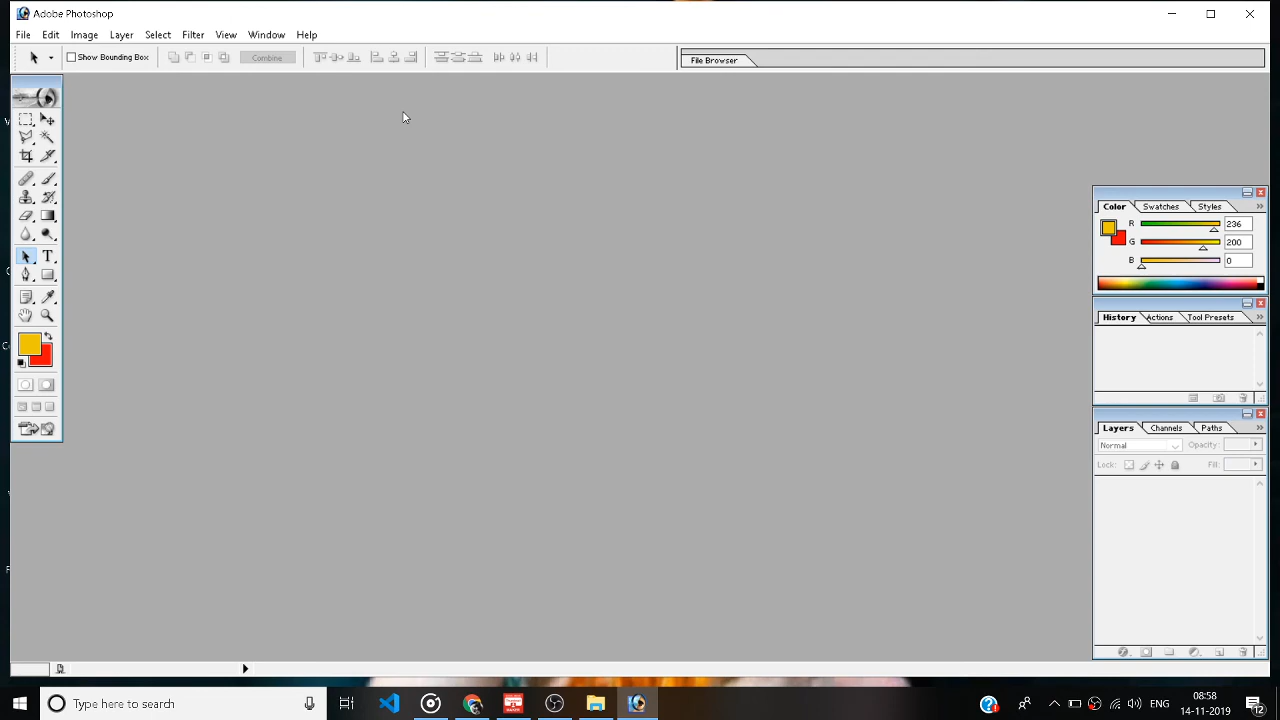 Adobe Photoshop
File Edit Image Layer Select Filter View Window Help
Show Bounding Box Combine File Browser
T
Color Swatches Styles
R 236
G 200
B 0
History Actions Tool Presets
Layers Channels Paths
Normal Opacity:
Lock: Fill:
Type here to search
ENG
08:58
14-11-2019
12